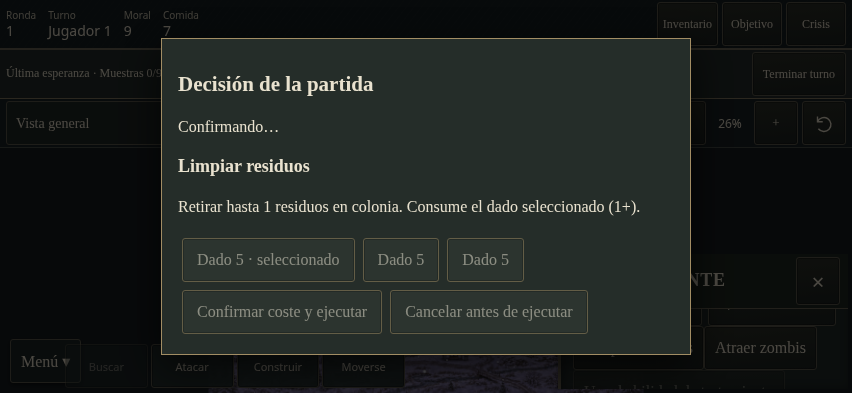 Ronda Turno Moral Comida
1 Jugador 1 9 7
Inventario Objetivo Crisis
Última esperanza · Muestras 0/9
Terminar turno
Vista general
26% +
Decisión de la partida
Confirmando…
Limpiar residuos
Retirar hasta 1 residuos en colonia. Consume el dado seleccionado (1+).
Dado 5 · seleccionado Dado 5 Dado 5
Confirmar coste y ejecutar Cancelar antes de ejecutar
NTE ×
Atraer zombis
Menú ▾ Buscar Atacar Construir Moverse